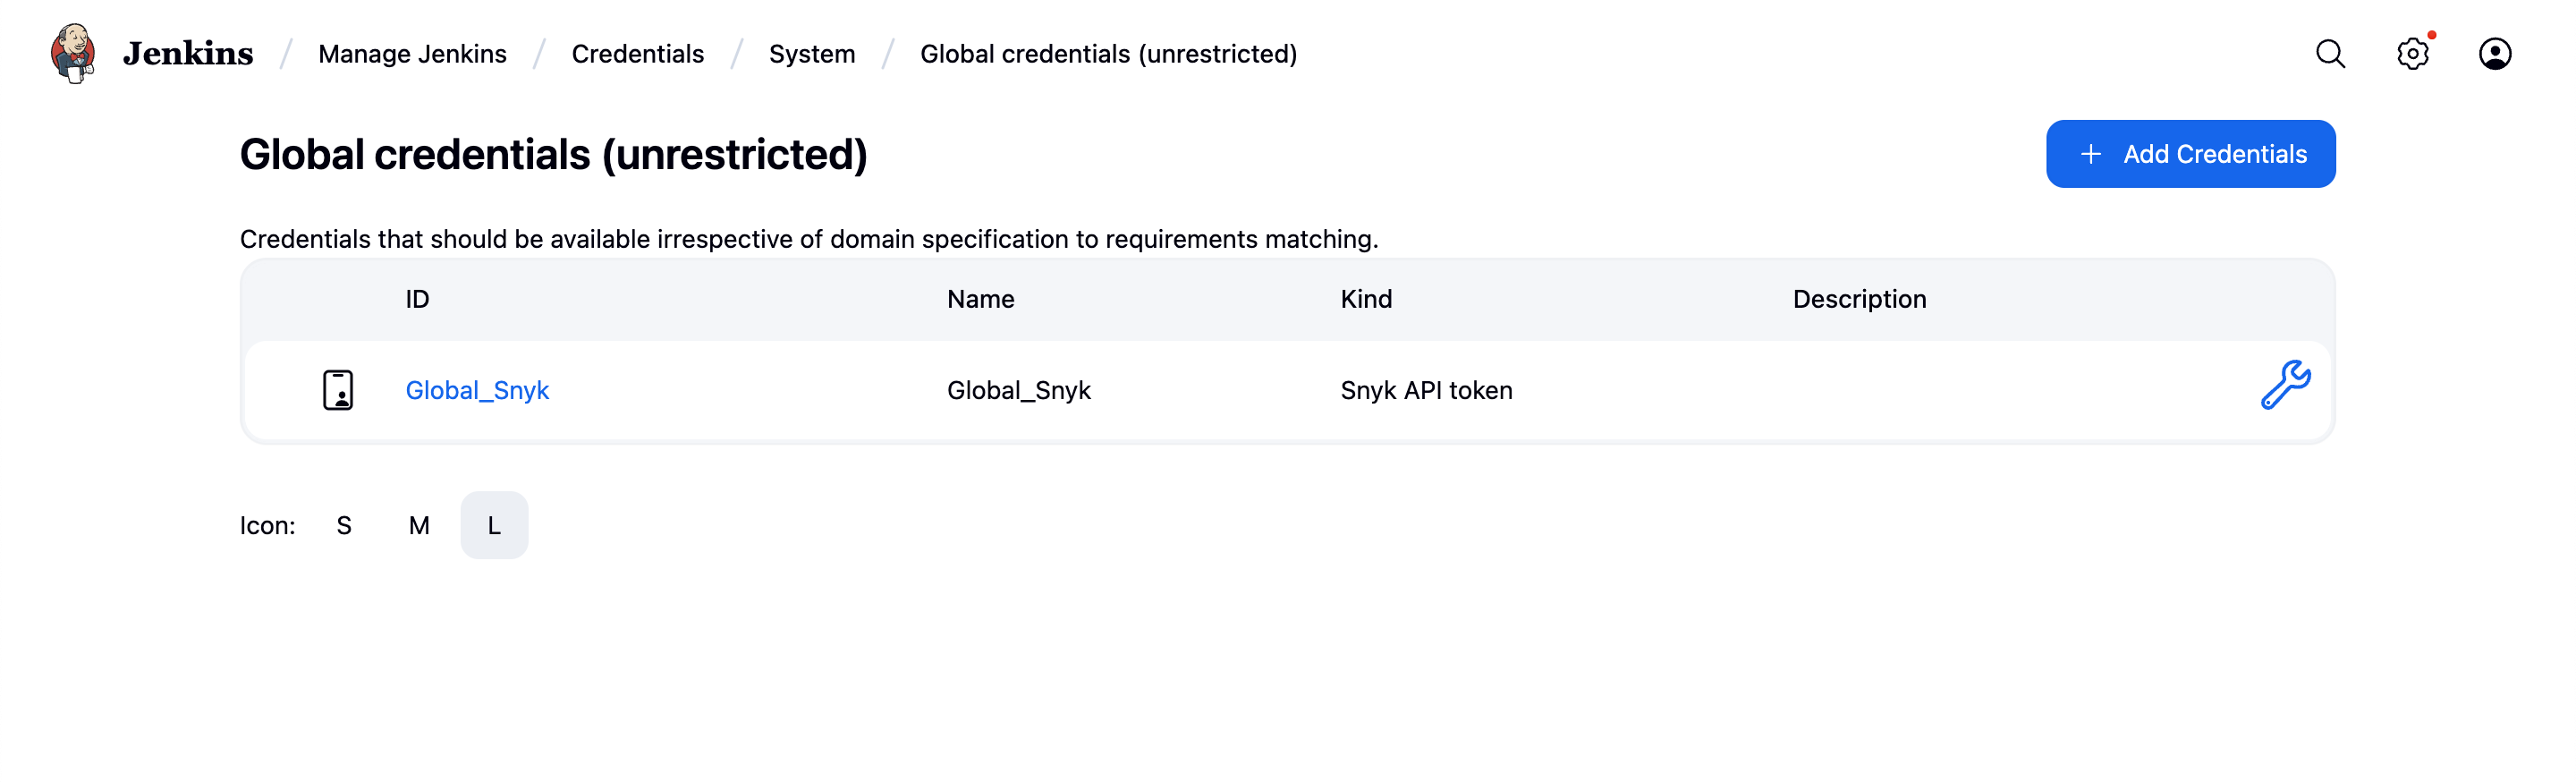 Jenkins / Manage Jenkins / Credentials / System / Global credentials (unrestricted)
Global credentials (unrestricted)
+ Add Credentials
Credentials that should be available irrespective of domain specification to requirements matching.
ID Name Kind Description
Global_Snyk Global_Snyk Snyk API token
Icon: S M L